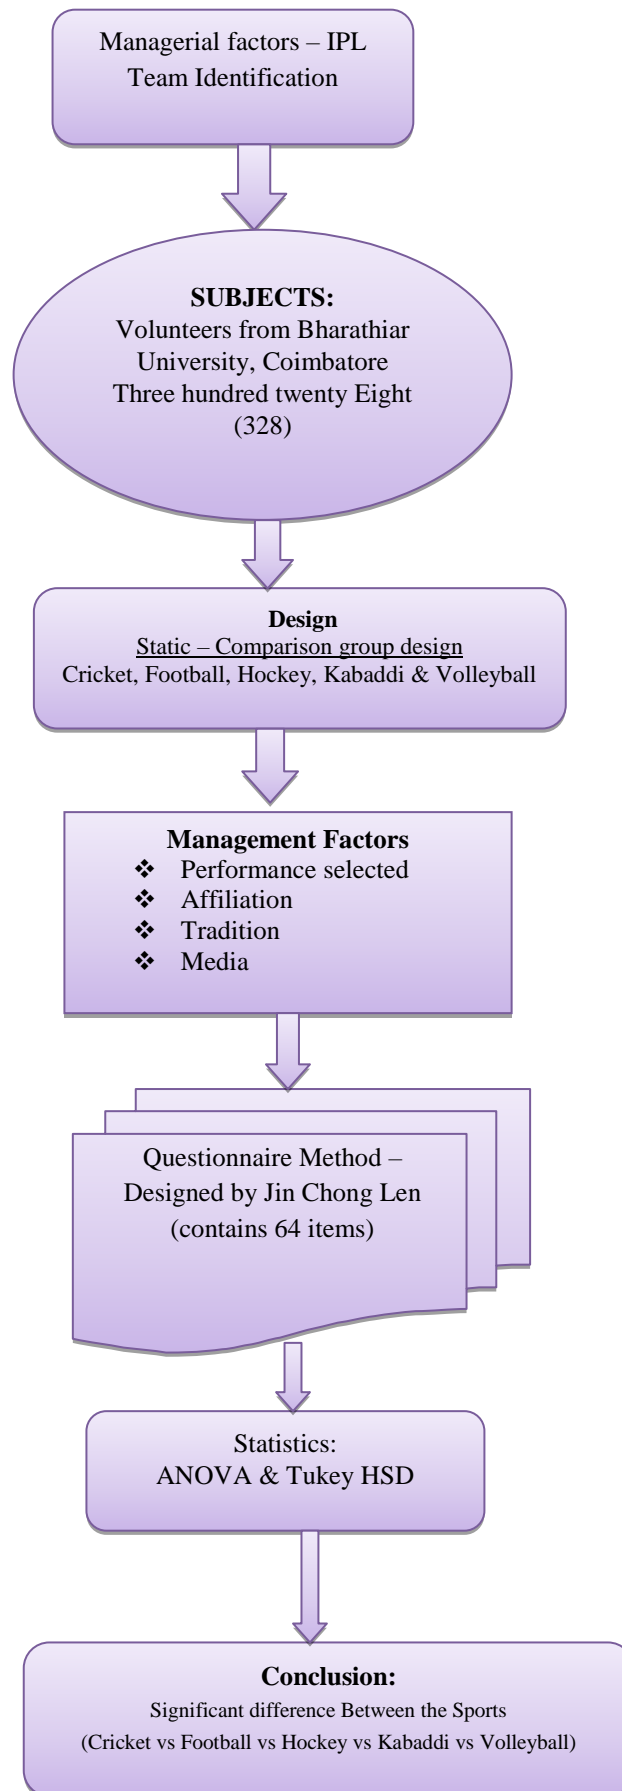 Managerial factors – IPL
Team Identification
SUBJECTS:
Volunteers from Bharathiar
University, Coimbatore
Three hundred twenty Eight
(328)
Design
Static – Comparison group design
Cricket, Football, Hockey, Kabaddi & Volleyball
Management Factors
❖ Performance selected
❖ Affiliation
❖ Tradition
❖ Media
Questionnaire Method –
Designed by Jin Chong Len
(contains 64 items)
Statistics:
ANOVA & Tukey HSD
Conclusion:
Significant difference Between the Sports
(Cricket vs Football vs Hockey vs Kabaddi vs Volleyball)